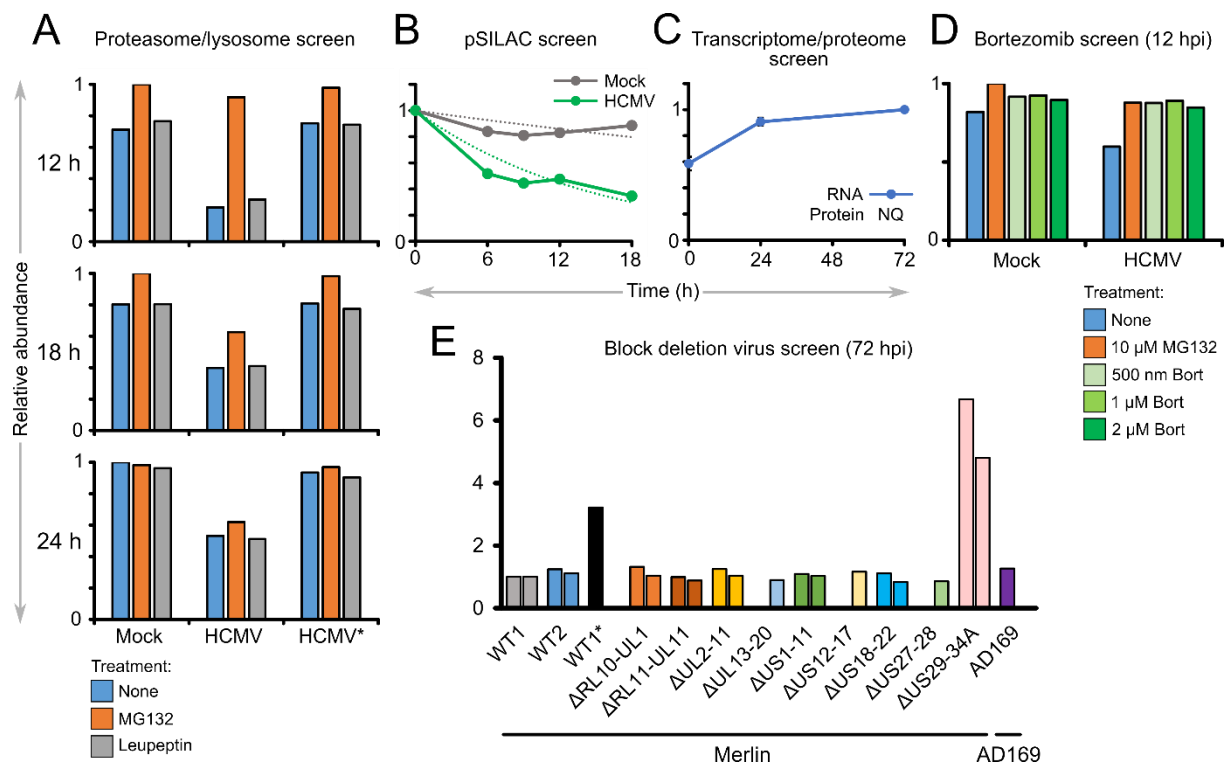 A
Proteasome/lysosome screen
B
pSILAC screen
C
Transcriptome/proteome
screen
D
Bortezomib screen (12 hpi)
Relative abundance
12 h
1
0
18 h
1
0
24 h
1
0
Mock
HCMV
HCMV*
Treatment:
None
MG132
Leupeptin
Mock
HCMV
1
0
0
6
12
18
1
0
RNA
Protein NQ
0
24
48
72
Time (h)
1
0
Mock
HCMV
Treatment:
None
10 µM MG132
500 nm Bort
1 µM Bort
2 µM Bort
E
Block deletion virus screen (72 hpi)
8
6
4
2
0
WT1
WT2
WT1*
ΔRL10-UL1
ΔRL11-UL11
ΔUL2-11
ΔUL13-20
ΔUS1-11
ΔUS12-17
ΔUS18-22
ΔUS27-28
ΔUS29-34A
AD169
Merlin
AD169